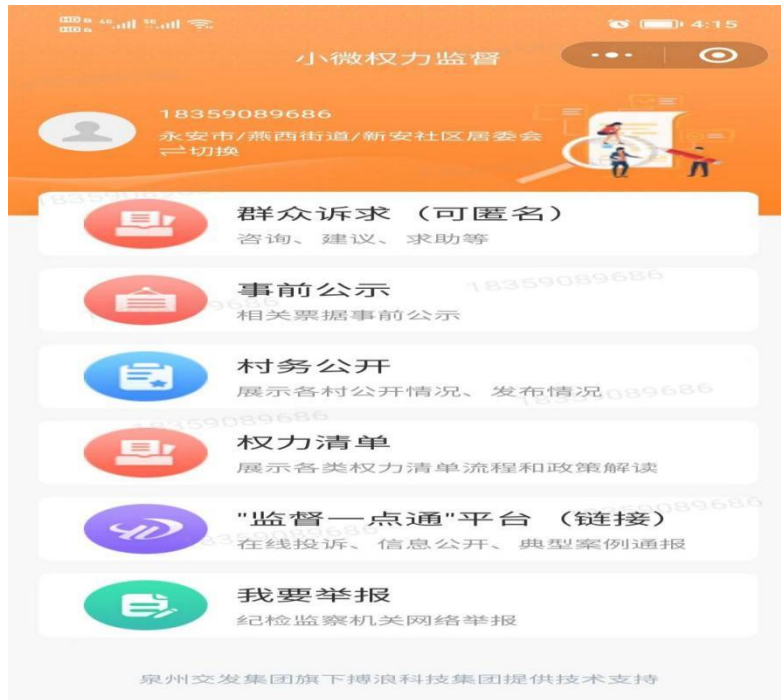 4:15
小微权力监督
18359089686
永安市/燕西街道/新安社区居委会
切换
群众诉求（可匿名）
咨询、建议、求助等
事前公示
相关票据事前公示
18359089686
村务公开
展示各村公开情况、发布情况
18359089686
18359089686
权力清单
展示各类权力清单流程和政策解读
"监督一点通"平台（链接）
在线投诉、信息公开、典型案例通报
我要举报
纪检监察机关网络举报
泉州交发集团旗下搏浪科技集团提供技术支持